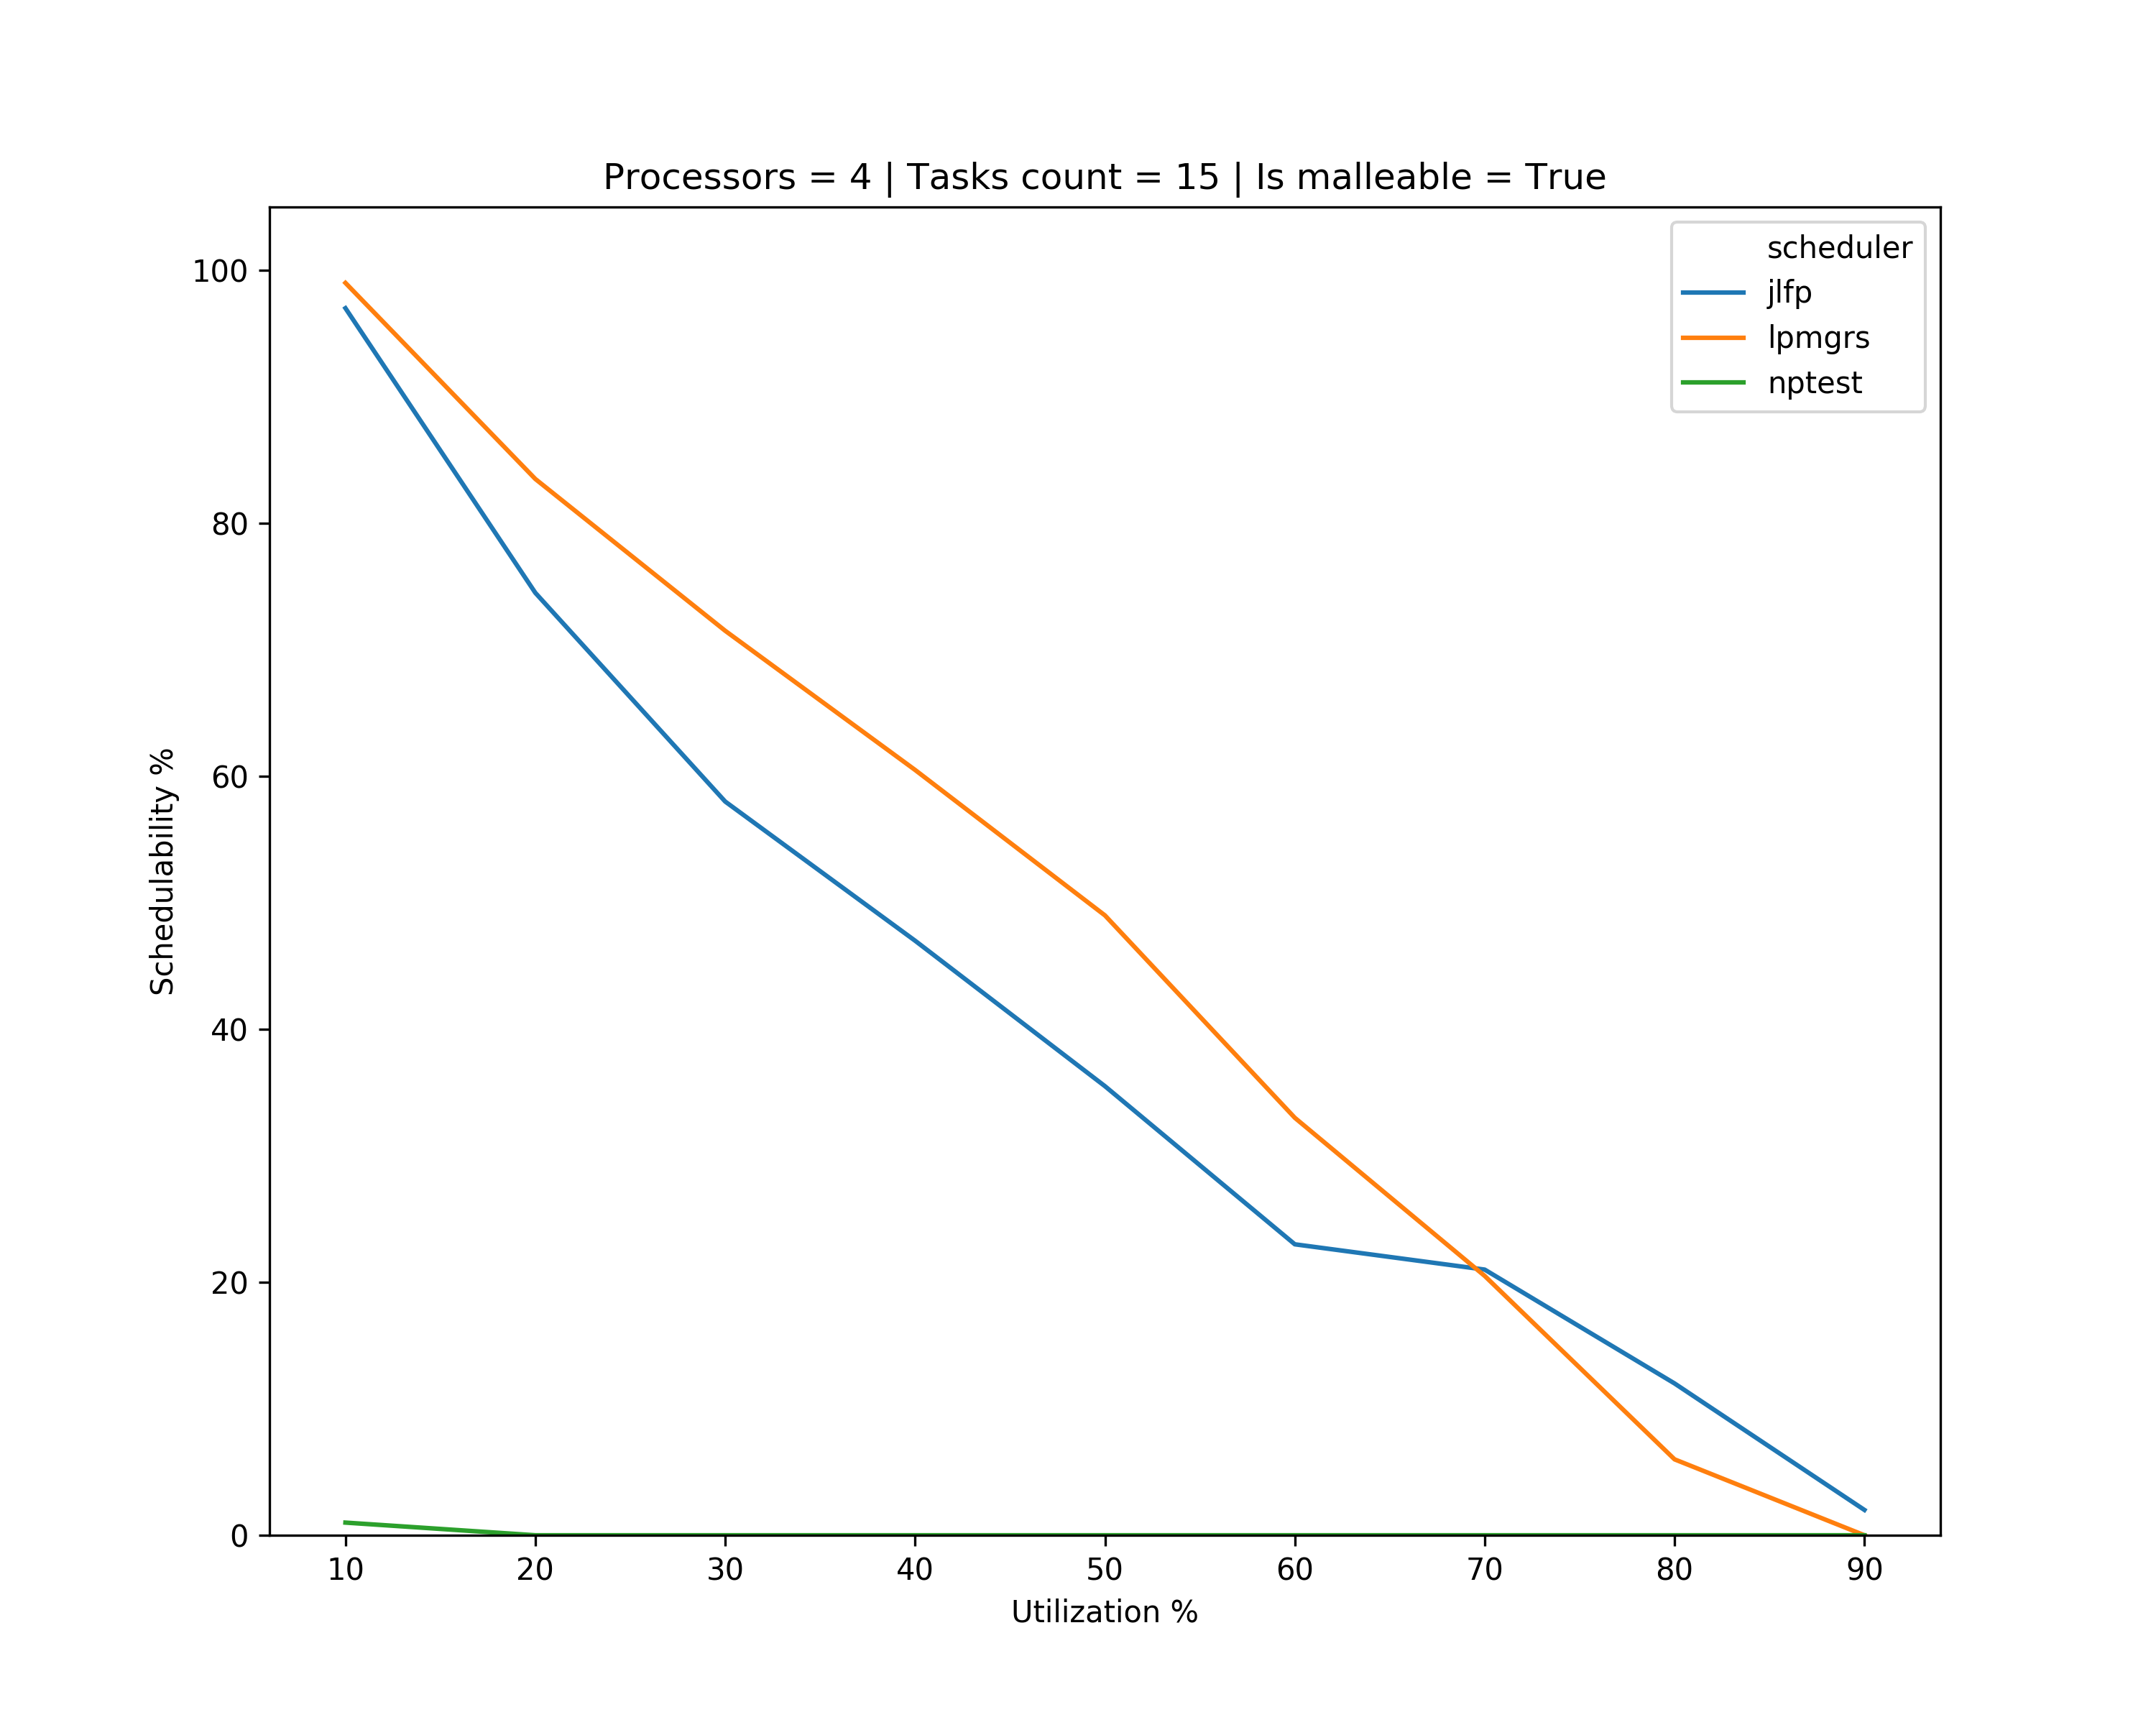 Processors = 4 | Tasks count = 15 | Is malleable = True
scheduler
jlfp
lpmgrs
nptest
Schedulability %
100
80
60
40
20
0
10 20 30 40 50 60 70 80 90
Utilization %